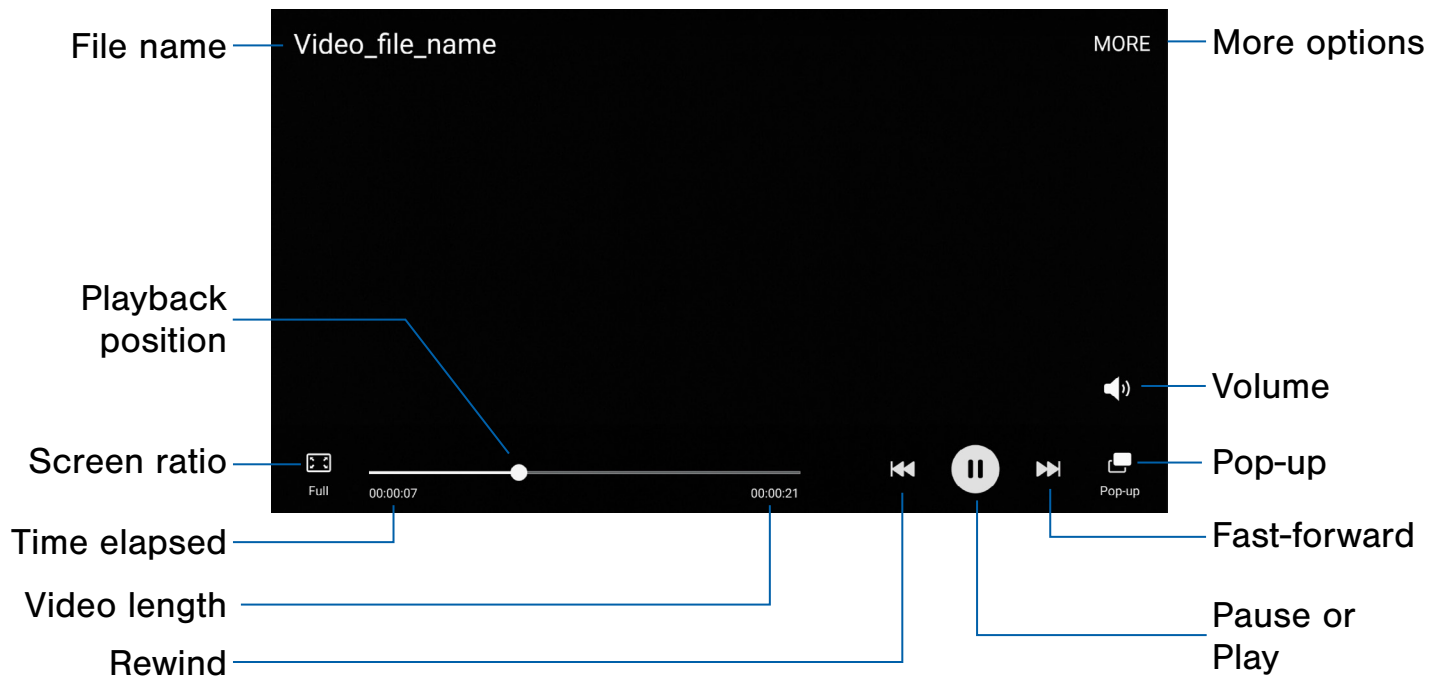 File name
Video_file_name
MORE
More options
Playback
position
Volume
Screen ratio
Full
00:00:07
00:00:21
Pop-up
Pop-up
Time elapsed
Fast-forward
Video length
Pause or
Play
Rewind